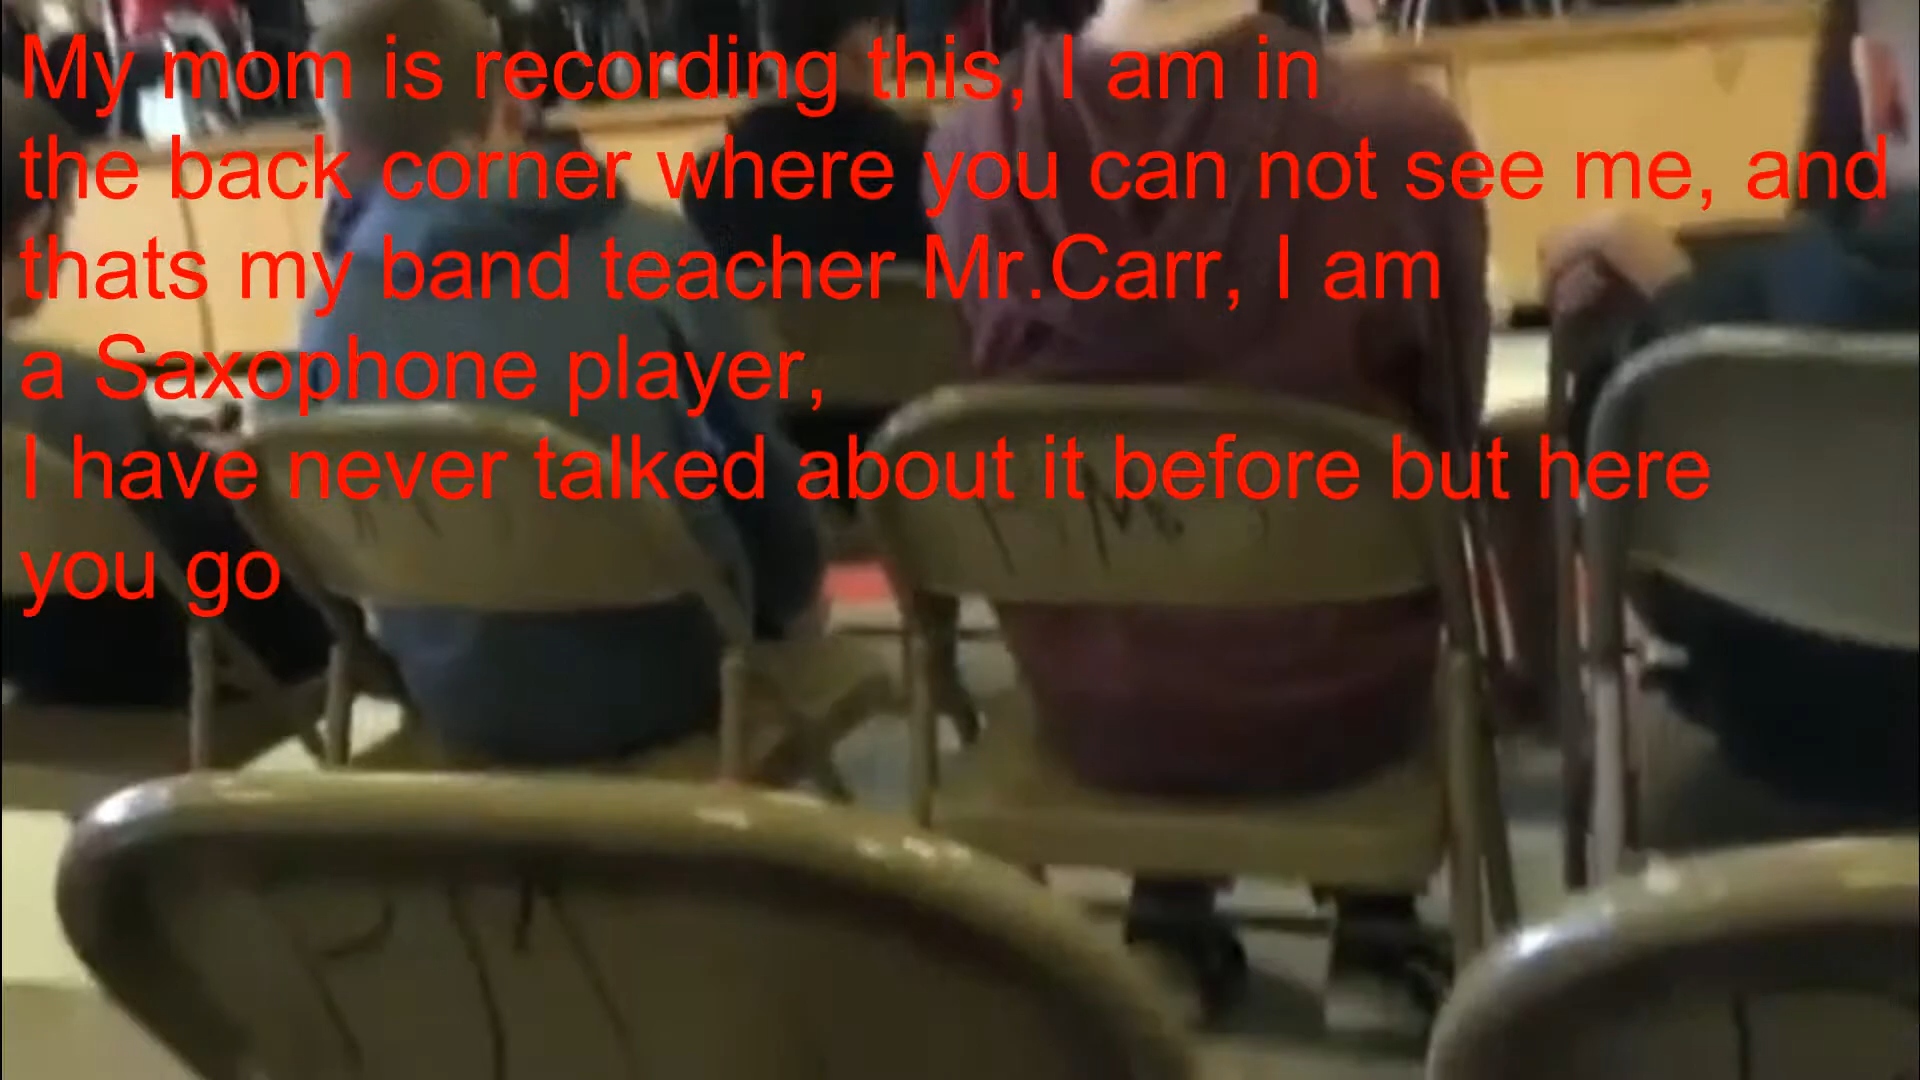 My mom is recording this, I am in
the back corner where you can not see me, and
thats my band teacher Mr.Carr, I am
a Saxophone player,
I have never talked about it before but here
you go